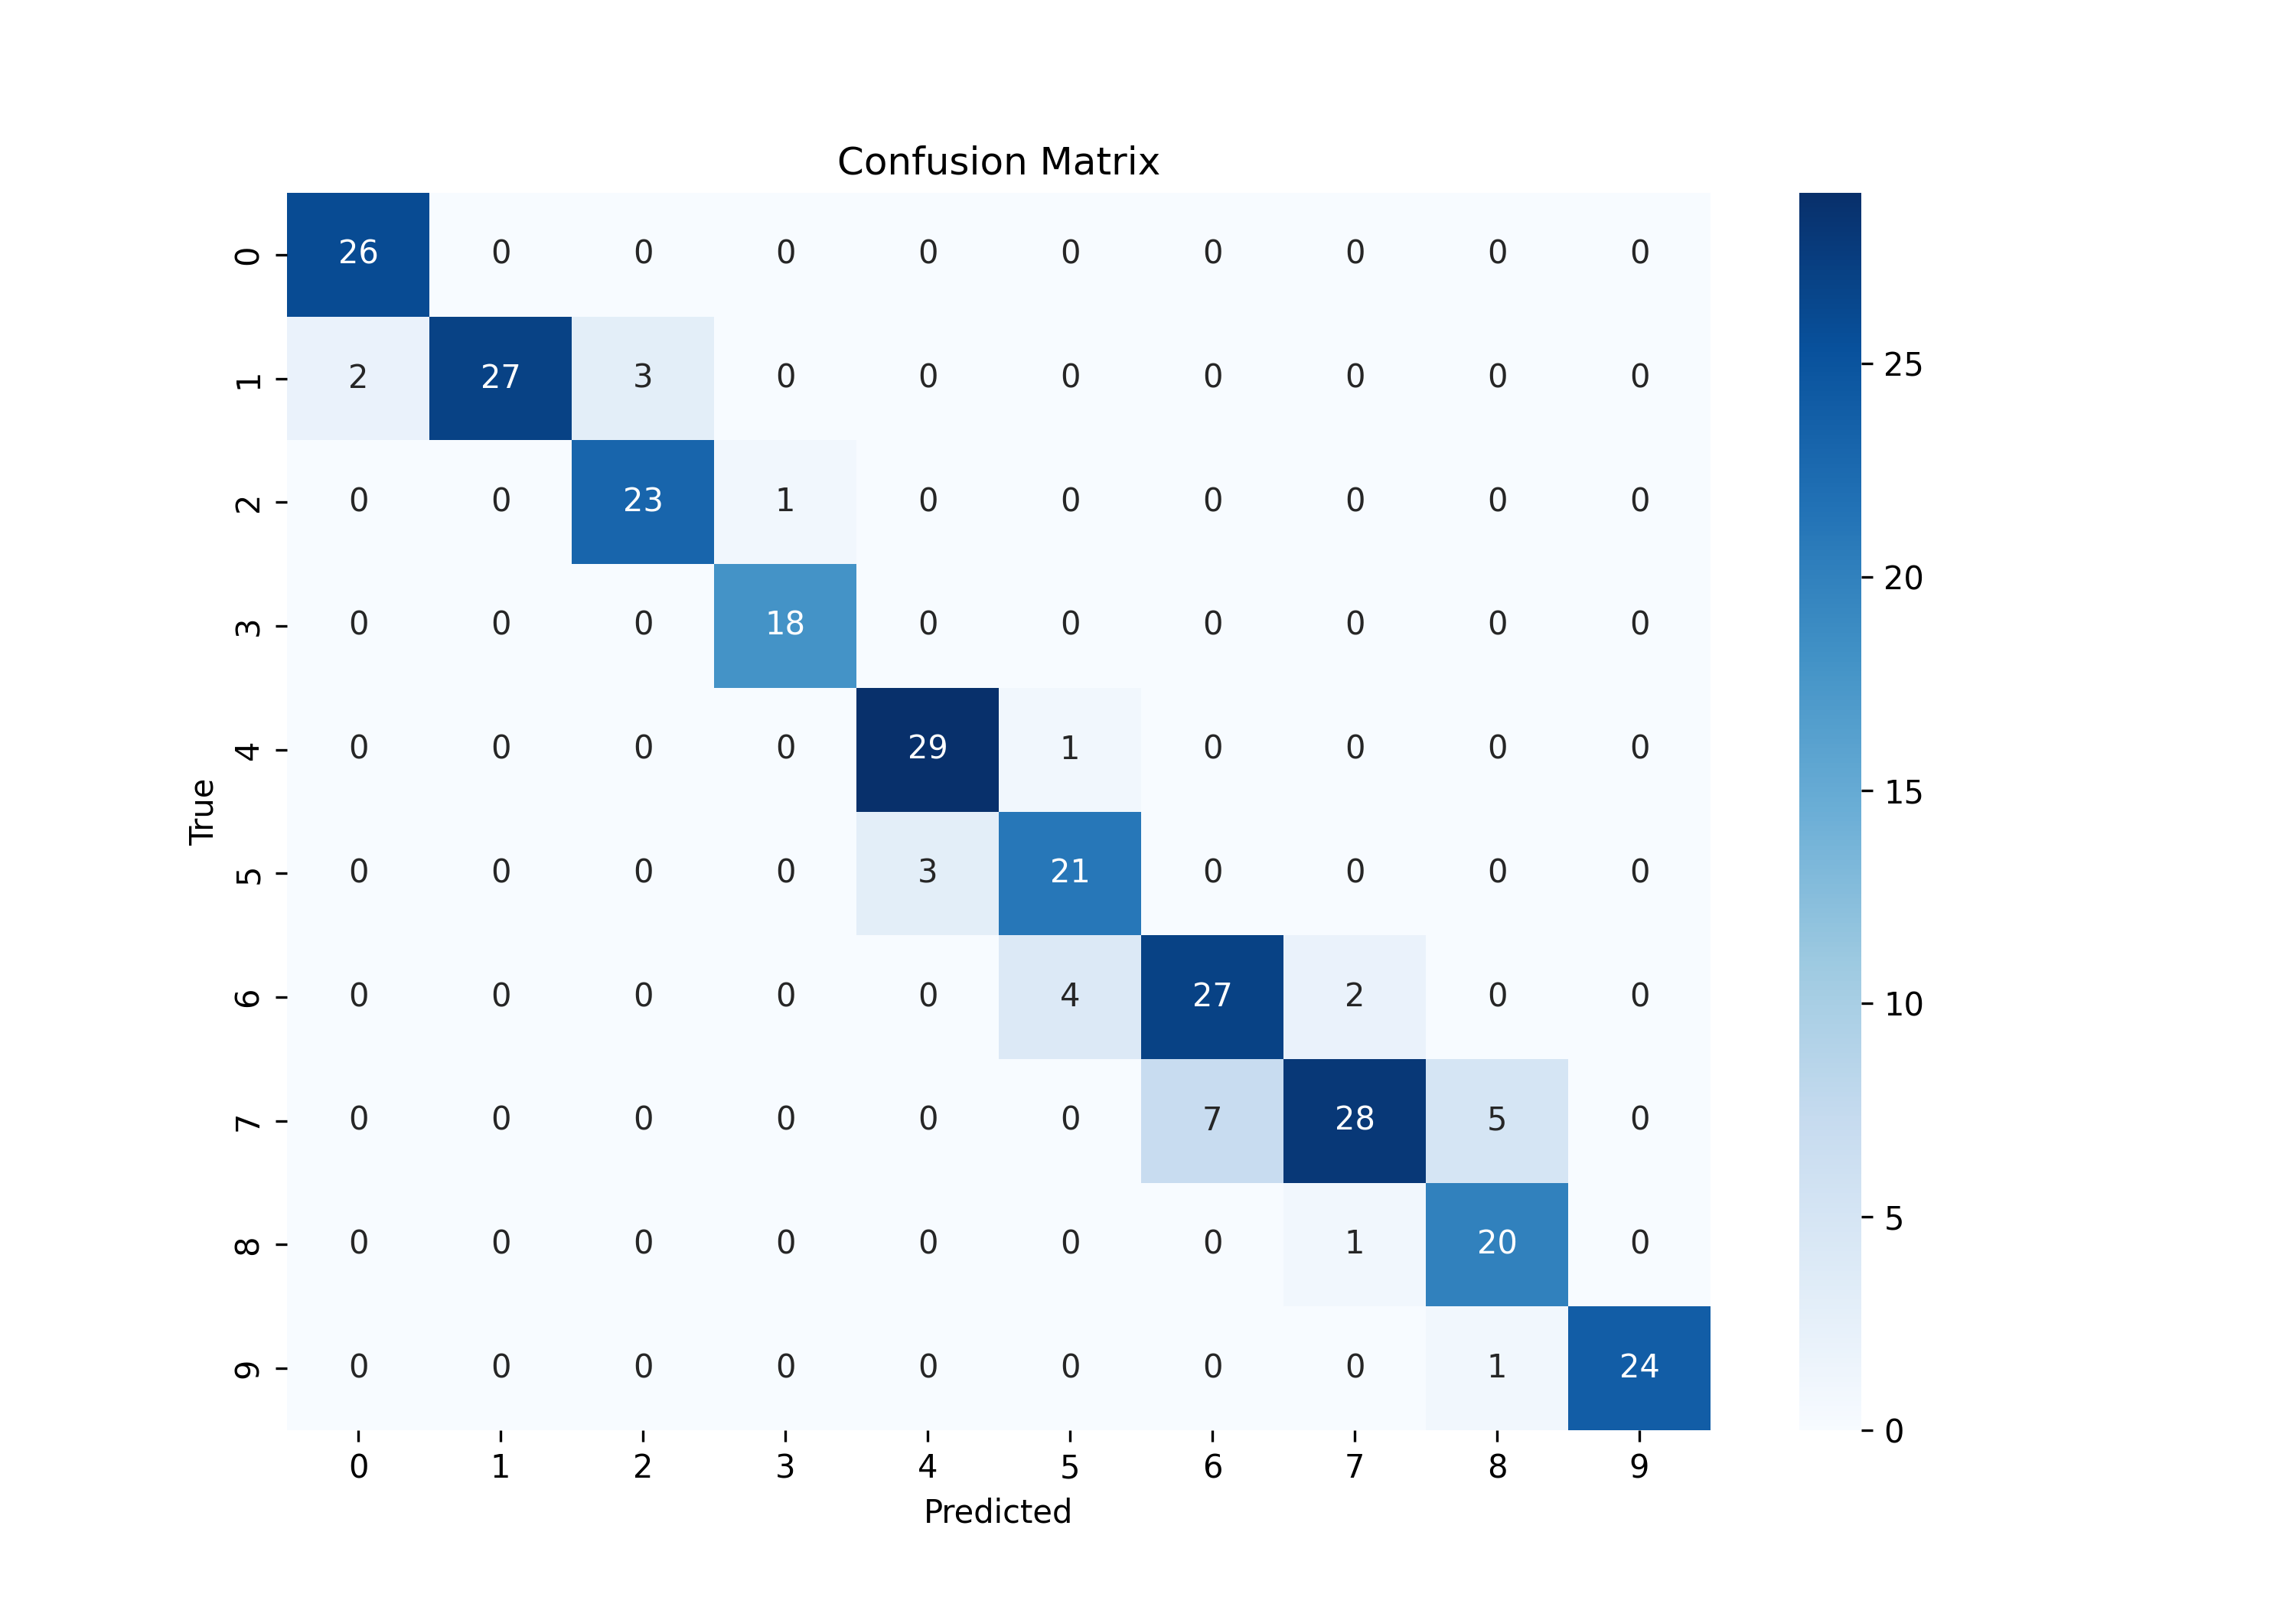 Confusion Matrix
0 26 0 0 0 0 0 0 0 0 0
1 2 27 3 0 0 0 0 0 0 0
2 0 0 23 1 0 0 0 0 0 0
3 0 0 0 18 0 0 0 0 0 0
4 0 0 0 0 29 1 0 0 0 0
5 0 0 0 0 3 21 0 0 0 0
6 0 0 0 0 0 4 27 2 0 0
7 0 0 0 0 0 0 7 28 5 0
8 0 0 0 0 0 0 0 1 20 0
9 0 0 0 0 0 0 0 0 1 24
0 1 2 3 4 5 6 7 8 9
Predicted
True
25
20
15
10
5
0